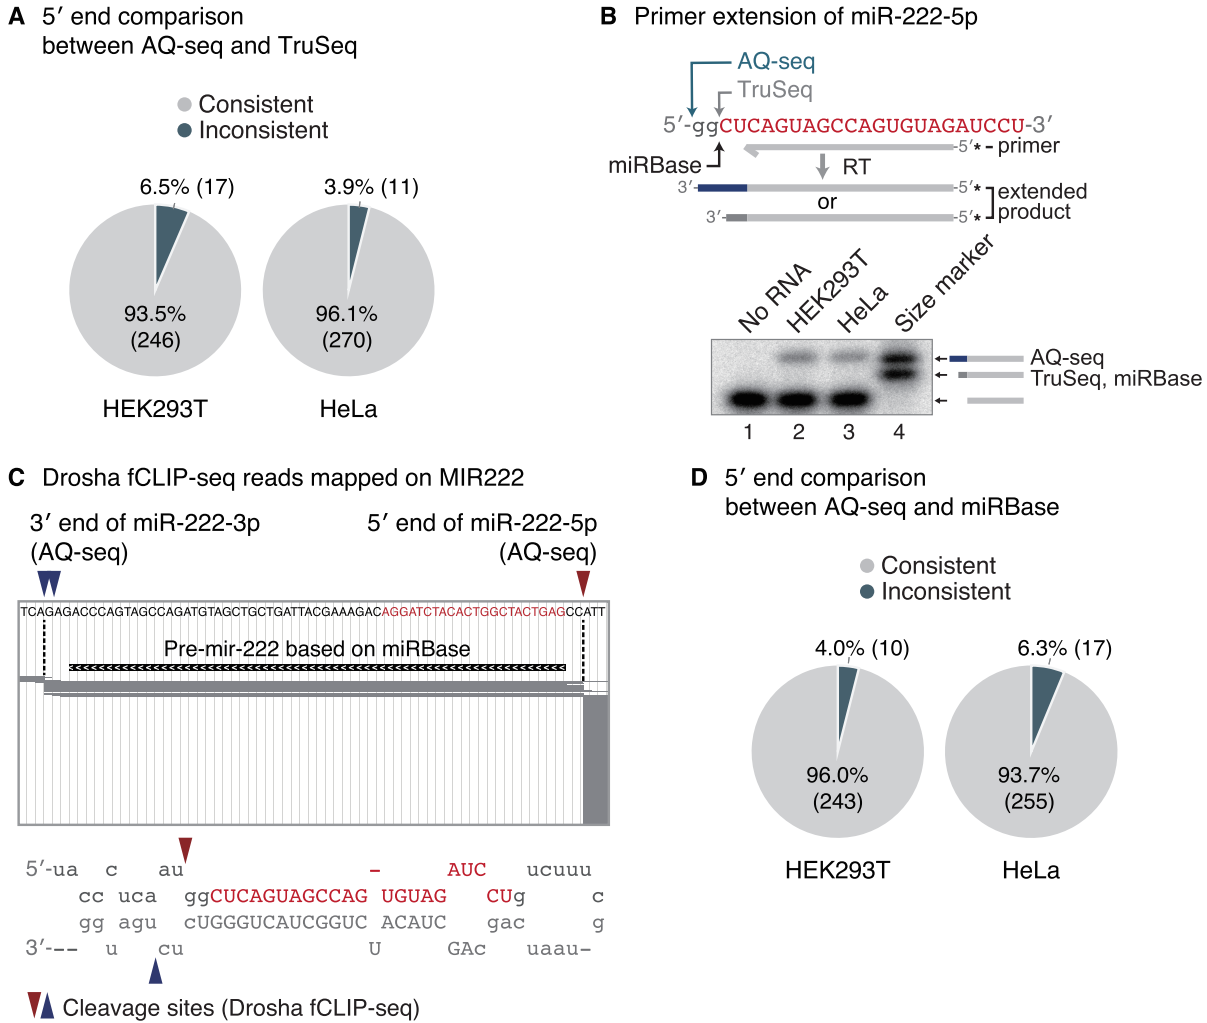 A 5′ end comparison
between AQ-seq and TruSeq
Consistent
Inconsistent
6.5% (17)
3.9% (11)
93.5%
(246)
96.1%
(270)
HEK293T
HeLa
B Primer extension of miR-222-5p
AQ-seq
TruSeq
5′-ggCUCAGUAGCCAGUGUAGAUCCU-3′
-5′* - primer
miRBase
RT
3′-
-5′*
or
extended
product
3′-
-5′*
No RNA
HEK293T
HeLa
Size marker
AQ-seq
TruSeq, miRBase
1 2 3 4
C Drosha fCLIP-seq reads mapped on MIR222
3′ end of miR-222-3p
(AQ-seq)
5′ end of miR-222-5p
(AQ-seq)
TCAGAGACCCAGTAGCCAGATGTAGCTGCTGATTACGAAAGACAGGATCTACACTGGCTACTGAGCCATT
Pre-mir-222 based on miRBase
5′-ua c au - AUC ucuuu
cc uca ggCUCAGUAGCCAG UGUAG CUg c
gg agu cUGGGUCAUCGGUC ACAUC gac g
3′--- u cu U GAc uaau-
Cleavage sites (Drosha fCLIP-seq)
D 5′ end comparison
between AQ-seq and miRBase
Consistent
Inconsistent
4.0% (10)
6.3% (17)
96.0%
(243)
93.7%
(255)
HEK293T
HeLa